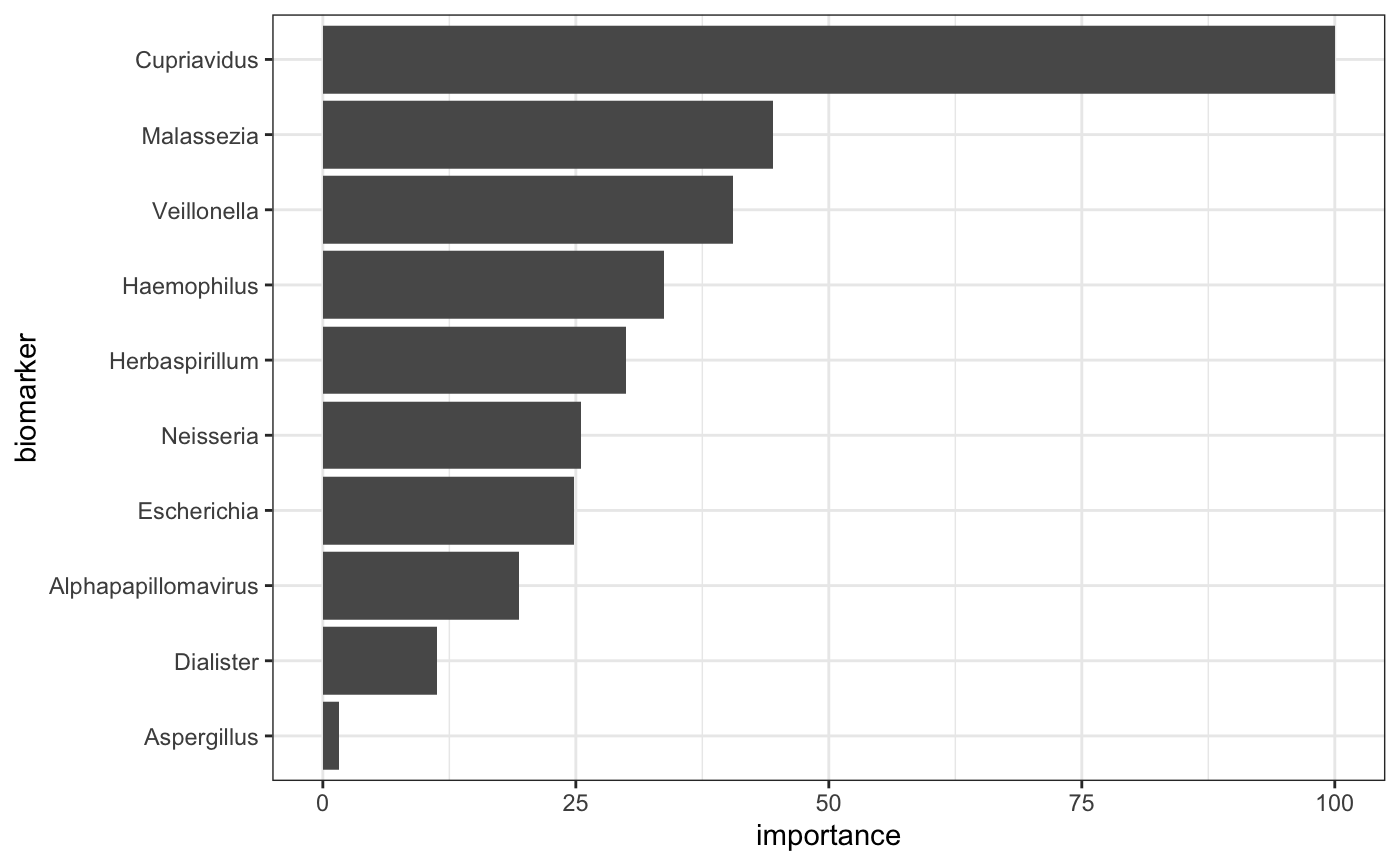 Cupriavidus
Malassezia
Veillonella
Haemophilus
Herbaspirillum
Neisseria
Escherichia
Alphapapillomavirus
Dialister
Aspergillus
biomarker
0 25 50 75 100
importance